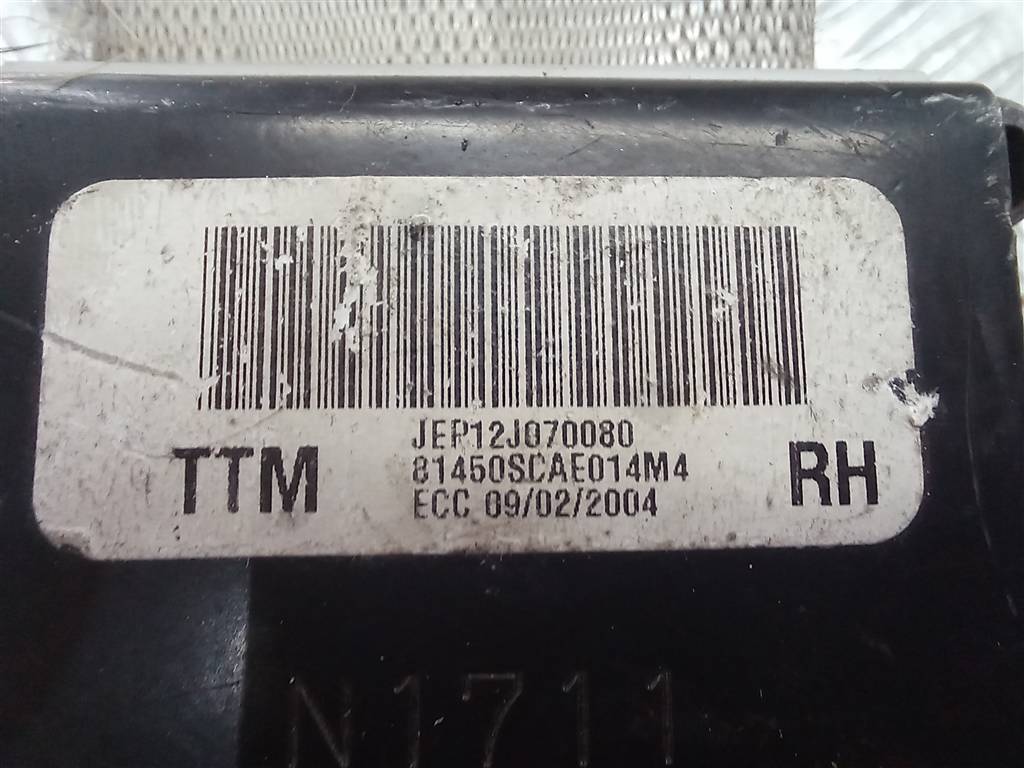 JEP12J070080
TTM 81450SCAE014M4 RH
ECC 09/02/2004
N1711